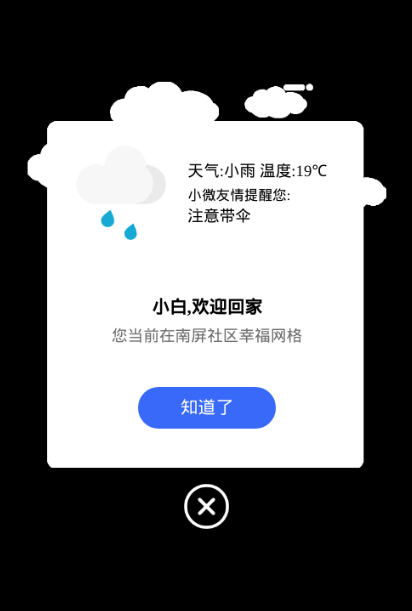 天气:小雨 温度:19℃
小微友情提醒您:
注意带伞
小白,欢迎回家
您当前在南屏社区幸福网格
知道了